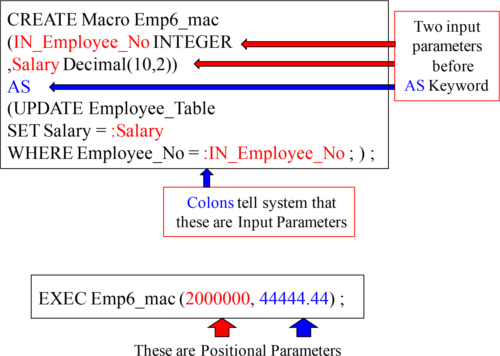 CREATE Macro Emp6_mac
(IN_Employee_No INTEGER
,Salary Decimal(10,2))
AS
(UPDATE Employee_Table
SET Salary = :Salary
WHERE Employee_No = :IN_Employee_No ; ) ;
Two input
parameters
before
AS Keyword
Colons tell system that
these are Input Parameters
EXEC Emp6_mac (2000000, 44444.44) ;
These are Positional Parameters